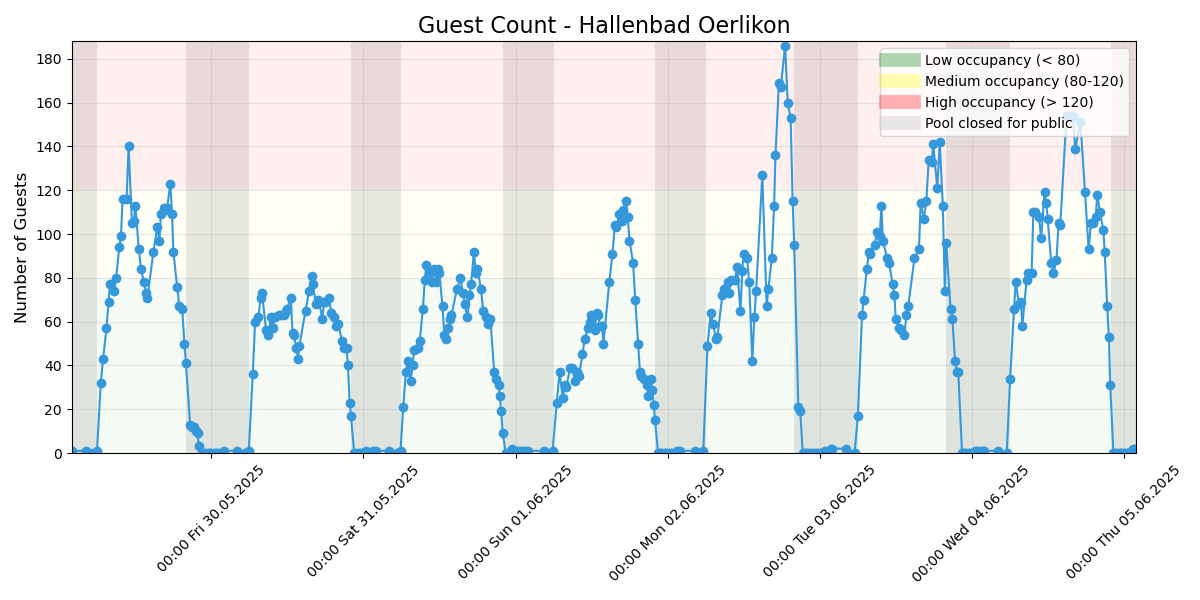 Guest Count - Hallenbad Oerlikon
Number of Guests
180
160
140
120
100
80
60
40
20
0
Low occupancy (< 80)
Medium occupancy (80-120)
High occupancy (> 120)
Pool closed for public
00:00 Fri 30.05.2025
00:00 Sat 31.05.2025
00:00 Sun 01.06.2025
00:00 Mon 02.06.2025
00:00 Tue 03.06.2025
00:00 Wed 04.06.2025
00:00 Thu 05.06.2025